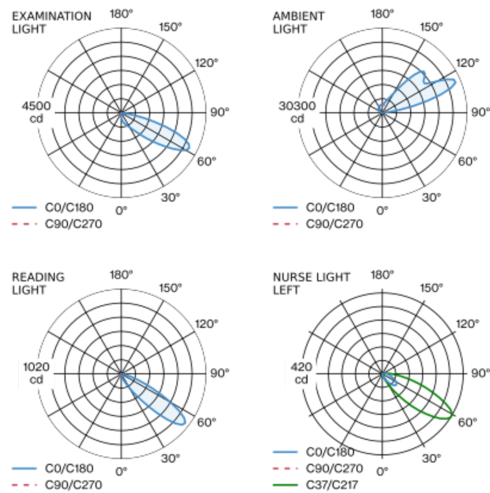 EXAMINATION
LIGHT
180°
150°
120°
4500
cd
90°
60°
30°
0°
C0/C180
C90/C270
AMBIENT
LIGHT
180°
150°
120°
30300
cd
90°
60°
30°
0°
C0/C180
C90/C270
READING
LIGHT
180°
150°
120°
1020
cd
90°
60°
30°
0°
C0/C180
C90/C270
NURSE LIGHT
LEFT
180°
150°
120°
420
cd
90°
60°
30°
0°
C0/C180
C90/C270
C37/C217